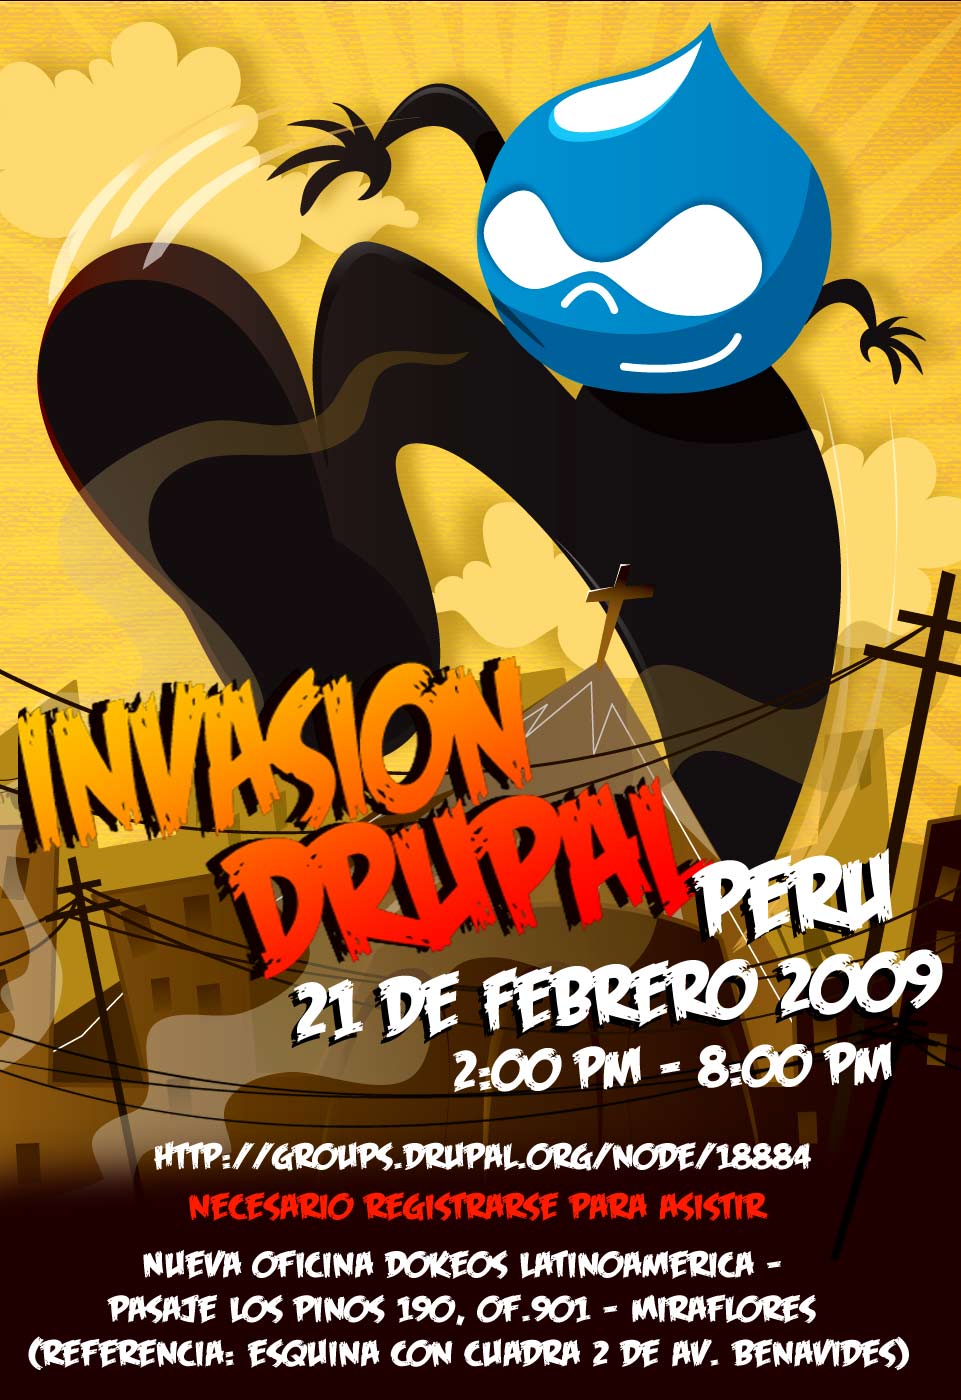 INVASION
DRUPAL
PERU
21 DE FEBRERO 2009
2:00 PM - 8:00 PM
HTTP://GROUPS.DRUPAL.ORG/NODE/18884
NECESARIO REGISTRARSE PARA ASISTIR
NUEVA OFICINA DOKEOS LATINOAMERICA -
PASAJE LOS PINOS 190, OF.901 - MIRAFLORES
(REFERENCIA: ESQUINA CON CUADRA 2 DE AV. BENAVIDES)